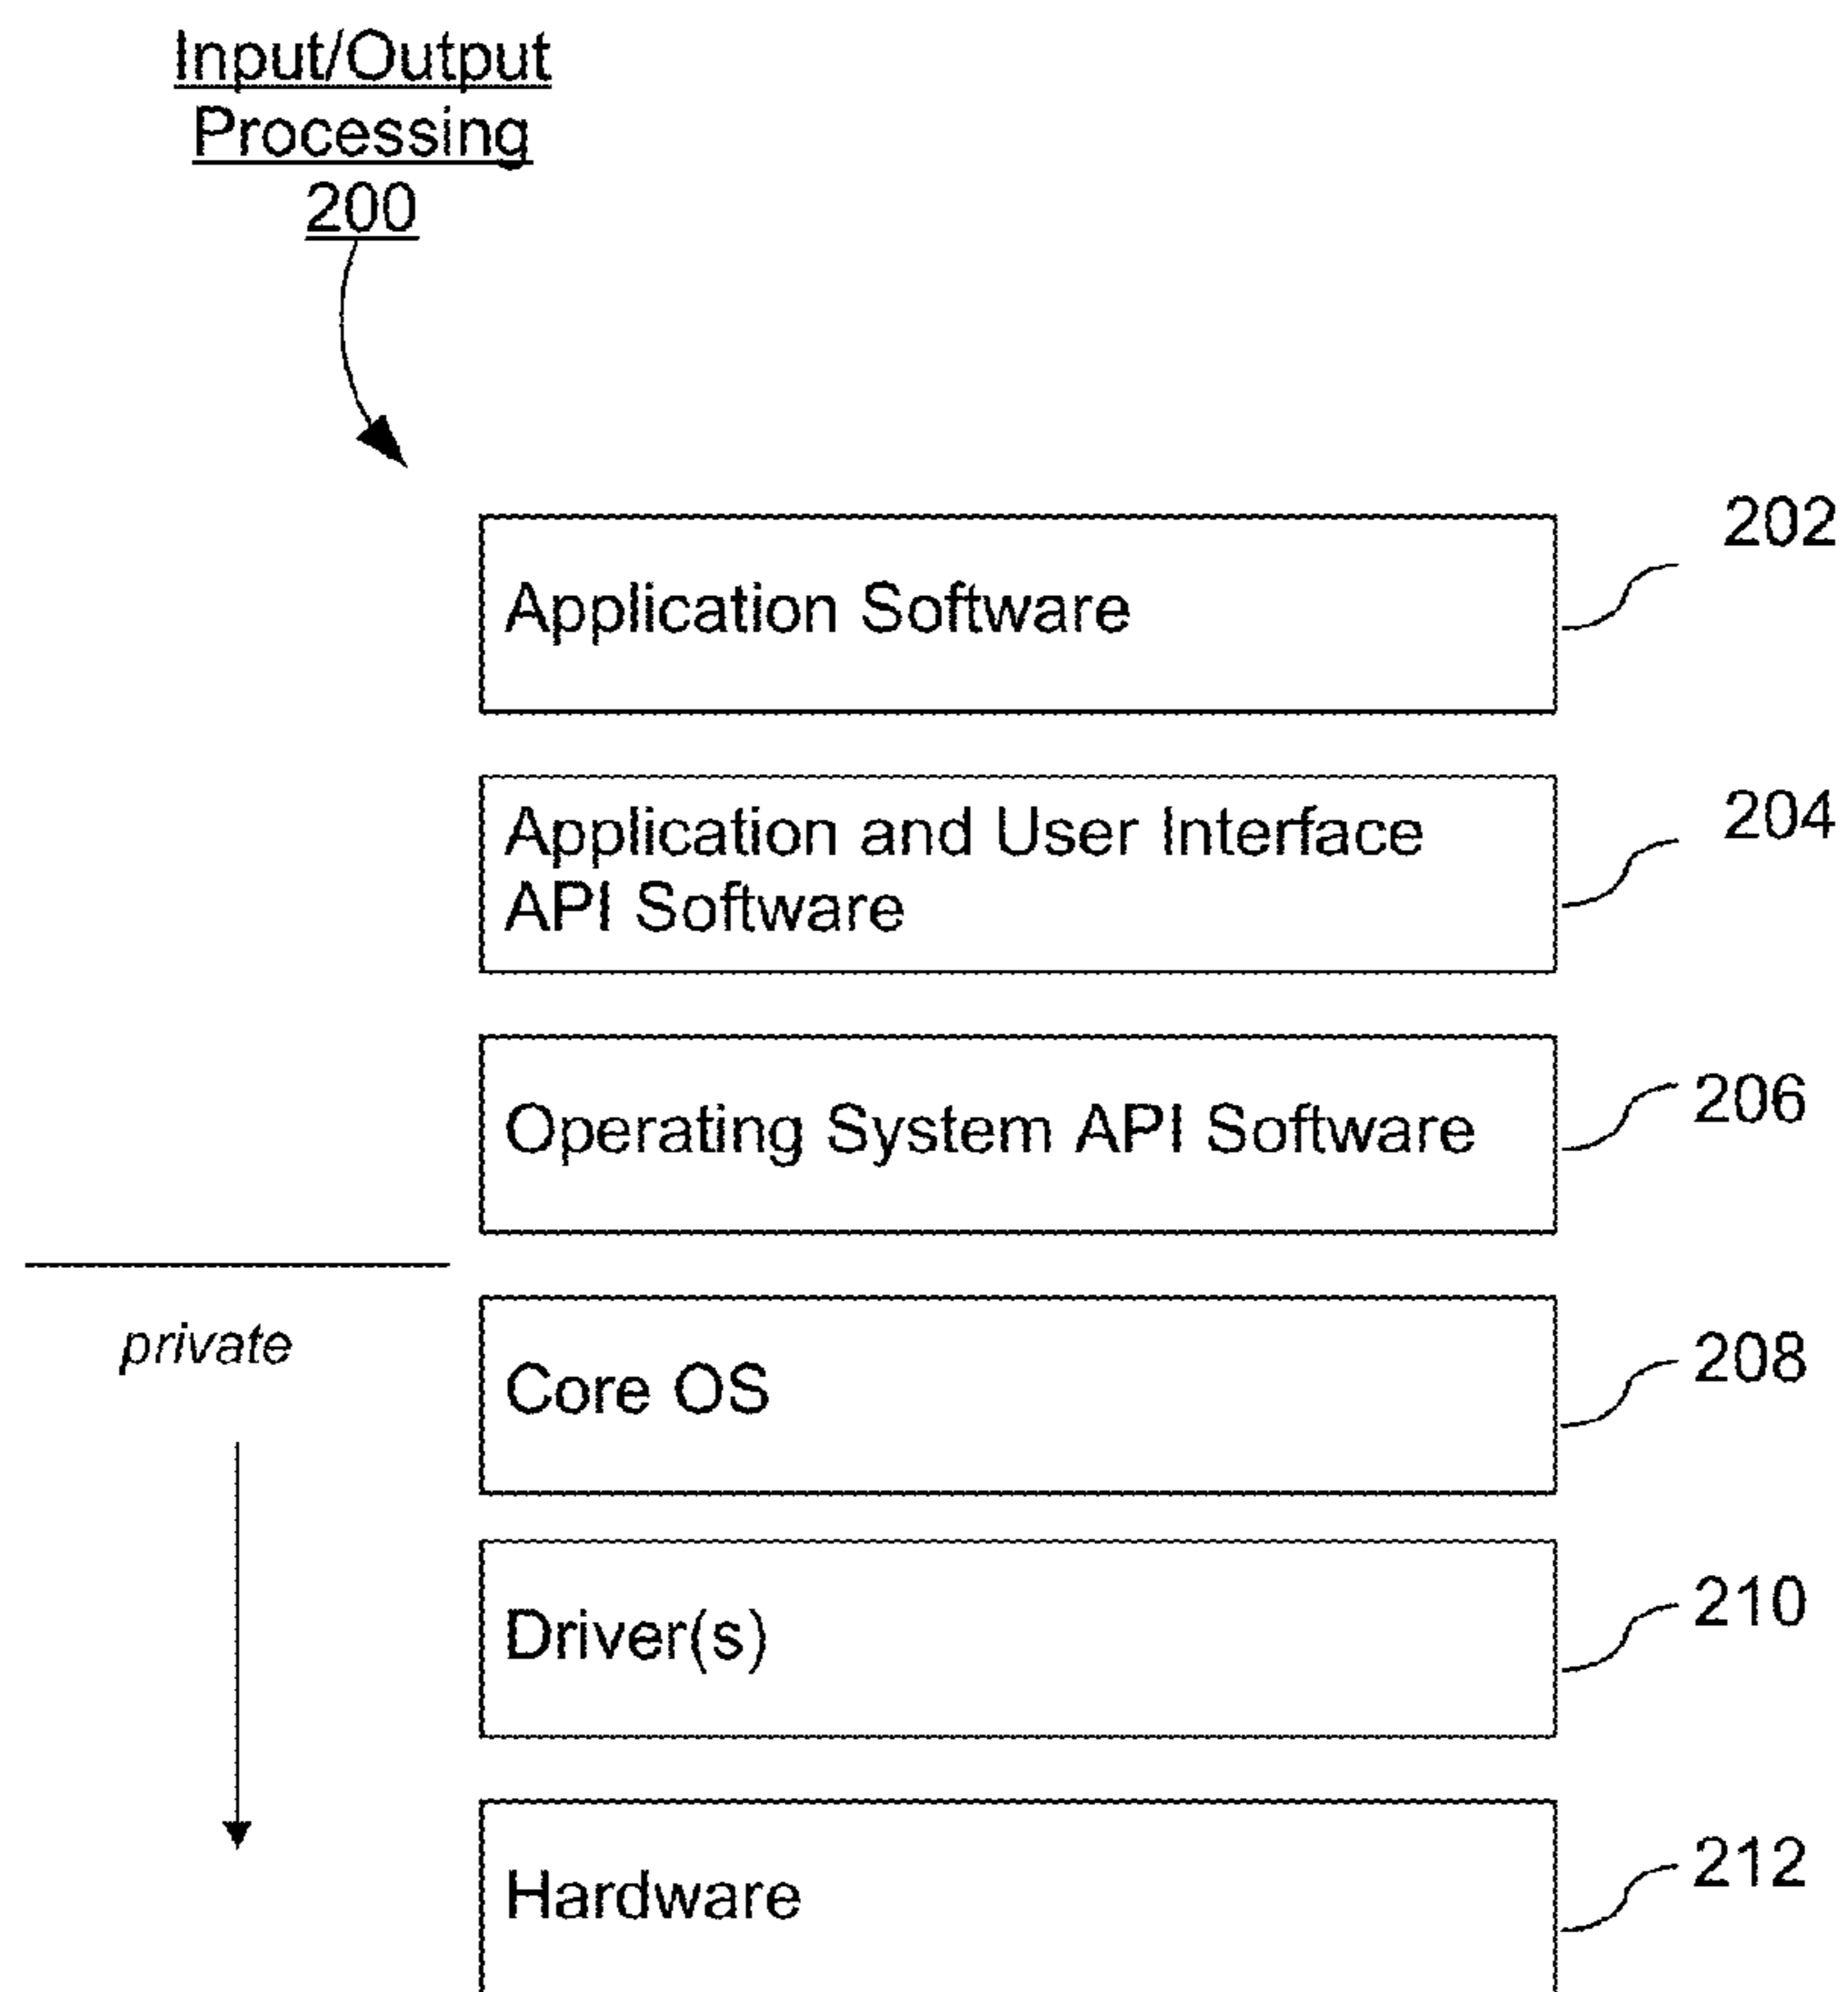 Input/Output
Processing
200
202
Application Software
204
Application and User Interface
API Software
206
Operating System API Software
private
208
Core OS
210
Driver(s)
212
Hardware